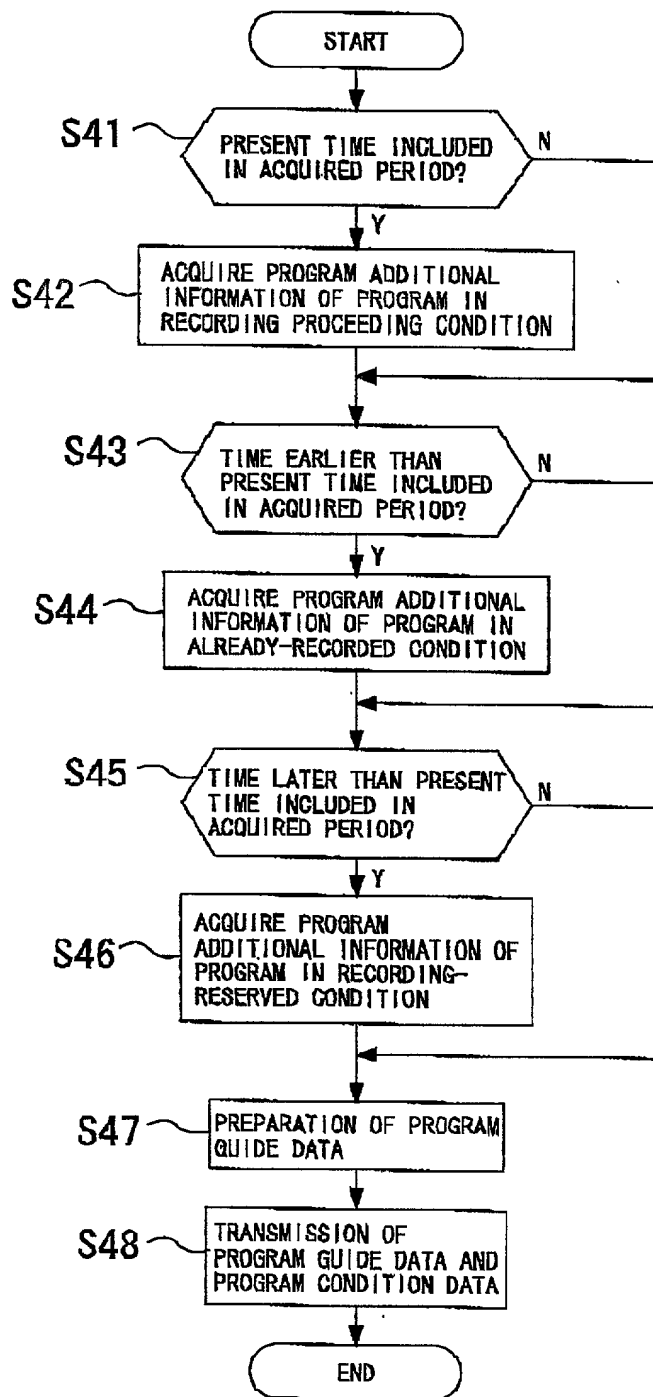 START
S41
PRESENT TIME INCLUDED
IN ACQUIRED PERIOD?
N
Y
S42
ACQUIRE PROGRAM ADDITIONAL
INFORMATION OF PROGRAM IN
RECORDING PROCEEDING CONDITION
S43
TIME EARLIER THAN
PRESENT TIME INCLUDED
IN ACQUIRED PERIOD?
N
Y
S44
ACQUIRE PROGRAM ADDITIONAL
INFORMATION OF PROGRAM IN
ALREADY-RECORDED CONDITION
S45
TIME LATER THAN PRESENT
TIME INCLUDED IN
ACQUIRED PERIOD?
N
Y
S46
ACQUIRE PROGRAM
ADDITIONAL INFORMATION OF
PROGRAM IN RECORDING-
RESERVED CONDITION
S47
PREPARATION OF PROGRAM
GUIDE DATA
S48
TRANSMISSION OF
PROGRAM GUIDE DATA AND
PROGRAM CONDITION DATA
END